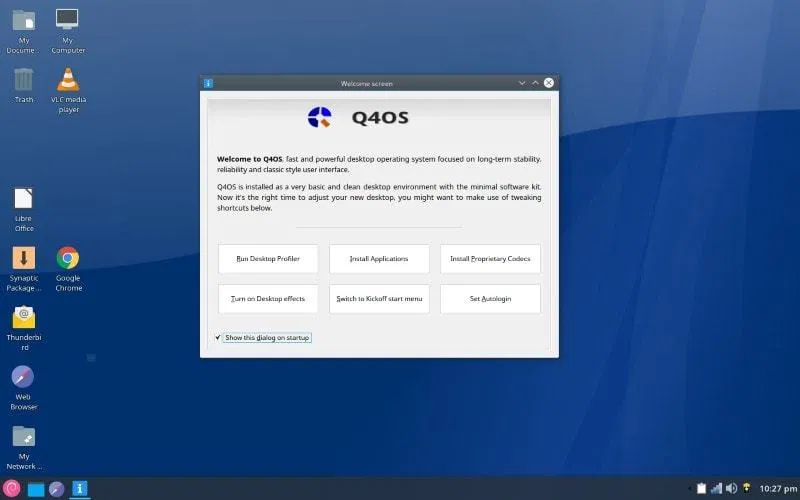 My
Docume...
My
Computer
Trash
VLC media
player
Libre
Office
Synaptic
Package...
Google
Chrome
Thunderbi
rd
Web
Browser
My
Network ...
Welcome screen
Q4OS
Welcome to Q4OS, fast and powerful desktop operating system focused on long-term stability,
reliability and classic style user interface.
Q4OS is installed as a very basic and clean desktop environment with the minimal software kit.
Now it's the right time to adjust your new desktop, you might want to make use of tweaking
shortcuts below.
Run Desktop Profiler
Install Applications
Install Proprietary Codecs
Turn on Desktop effects
Switch to Kickoff start menu
Set Autologin
Show this dialog on startup
10:27 pm